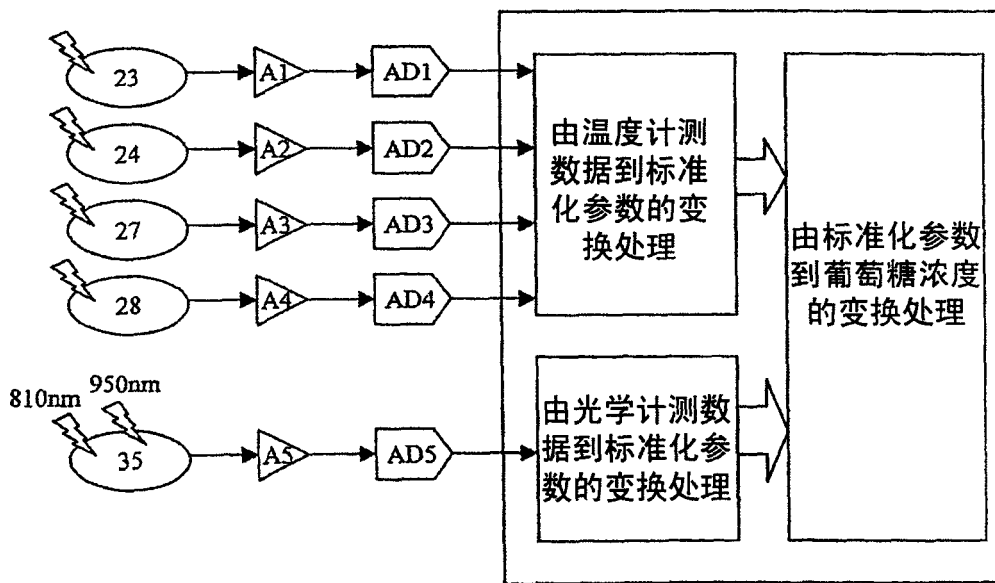 23
A1
AD1
24
A2
AD2
27
A3
AD3
28
A4
AD4
由温度计测
数据到标准
化参数的变
换处理
810nm
950nm
35
A5
AD5
由光学计测数
据到标准化参
数的变换处理
由标准化参数
到葡萄糖浓度
的变换处理